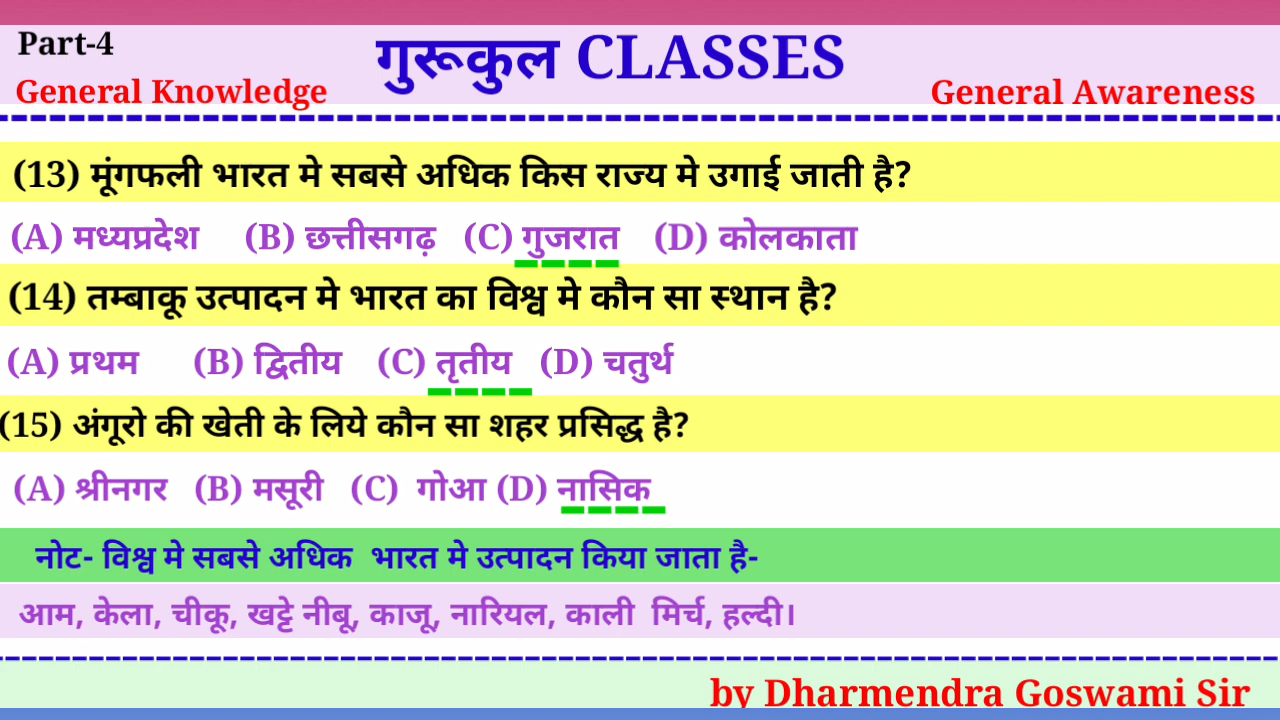 Part-4
गुरूकुल CLASSES
General Knowledge
General Awareness
(13) मूंगफली भारत मे सबसे अधिक किस राज्य मे उगाई जाती है?
(A) मध्यप्रदेश (B) छत्तीसगढ़ (C) गुजरात (D) कोलकाता
(14) तम्बाकू उत्पादन मे भारत का विश्व मे कौन सा स्थान है?
(A) प्रथम (B) द्वितीय (C) तृतीय (D) चतुर्थ
(15) अंगूरो की खेती के लिये कौन सा शहर प्रसिद्ध है?
(A) श्रीनगर (B) मसूरी (C) गोआ (D) नासिक
नोट- विश्व मे सबसे अधिक भारत मे उत्पादन किया जाता है-
आम, केला, चीकू, खट्टे नीबू, काजू, नारियल, काली मिर्च, हल्दी।
by Dharmendra Goswami Sir